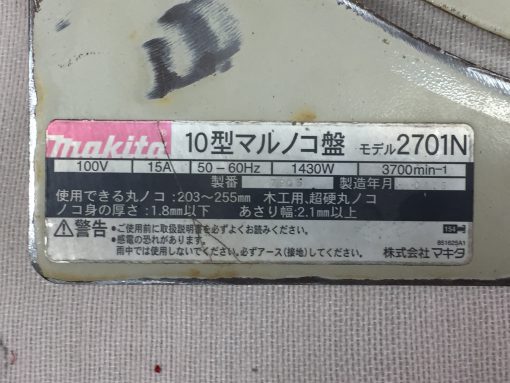 makita 10型マルノコ盤 モデル2701N
100V 15A 50-60Hz 1430W 3700min-1
製番 製造年月
使用できる丸ノコ:203〜255mm 木工用、超硬丸ノコ
ノコ身の厚さ:1.8mm以下 あさり幅:2.1mm以上
⚠警告 •ご使用前に取扱説明書を必ずよくお読みください。
•感電の恐れがあります。
雨中では使用しないでください。必ずアース(接地)してください。
154
851625A1
株式会社マキタ